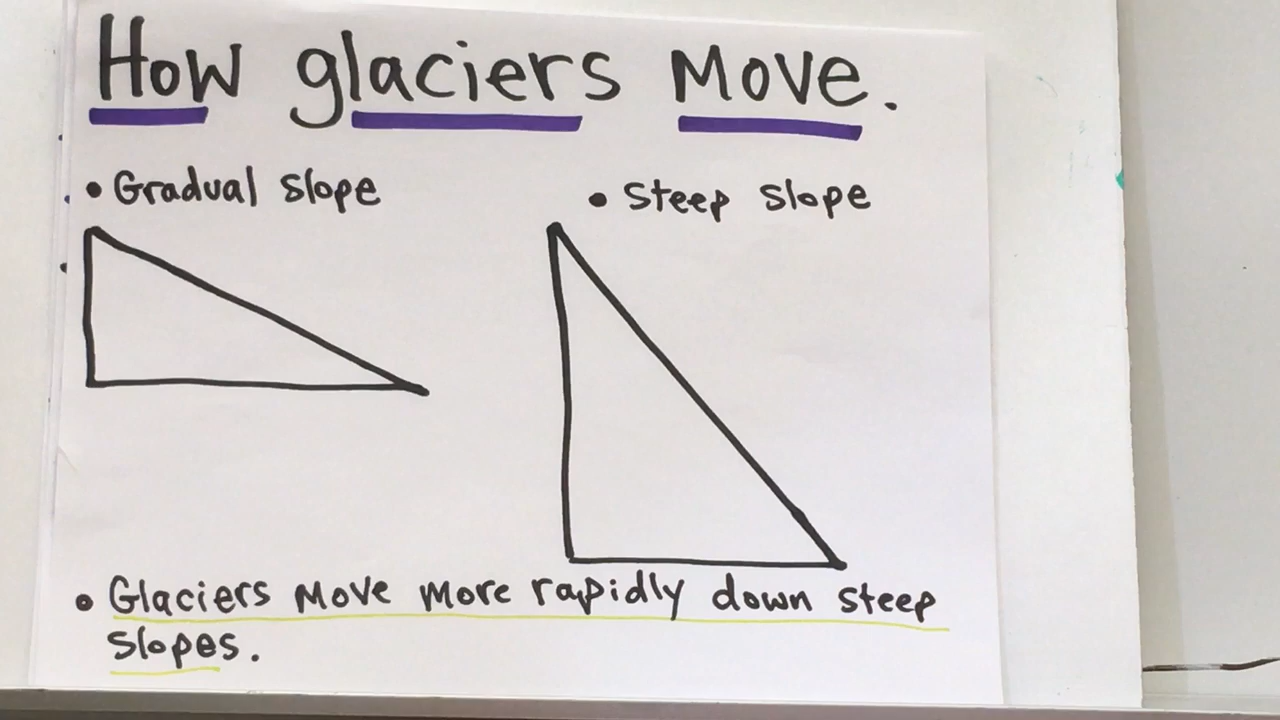 How glaciers Move.
• Gradual slope
• Steep slope
• Glaciers Move More rapidly down steep
slopes.